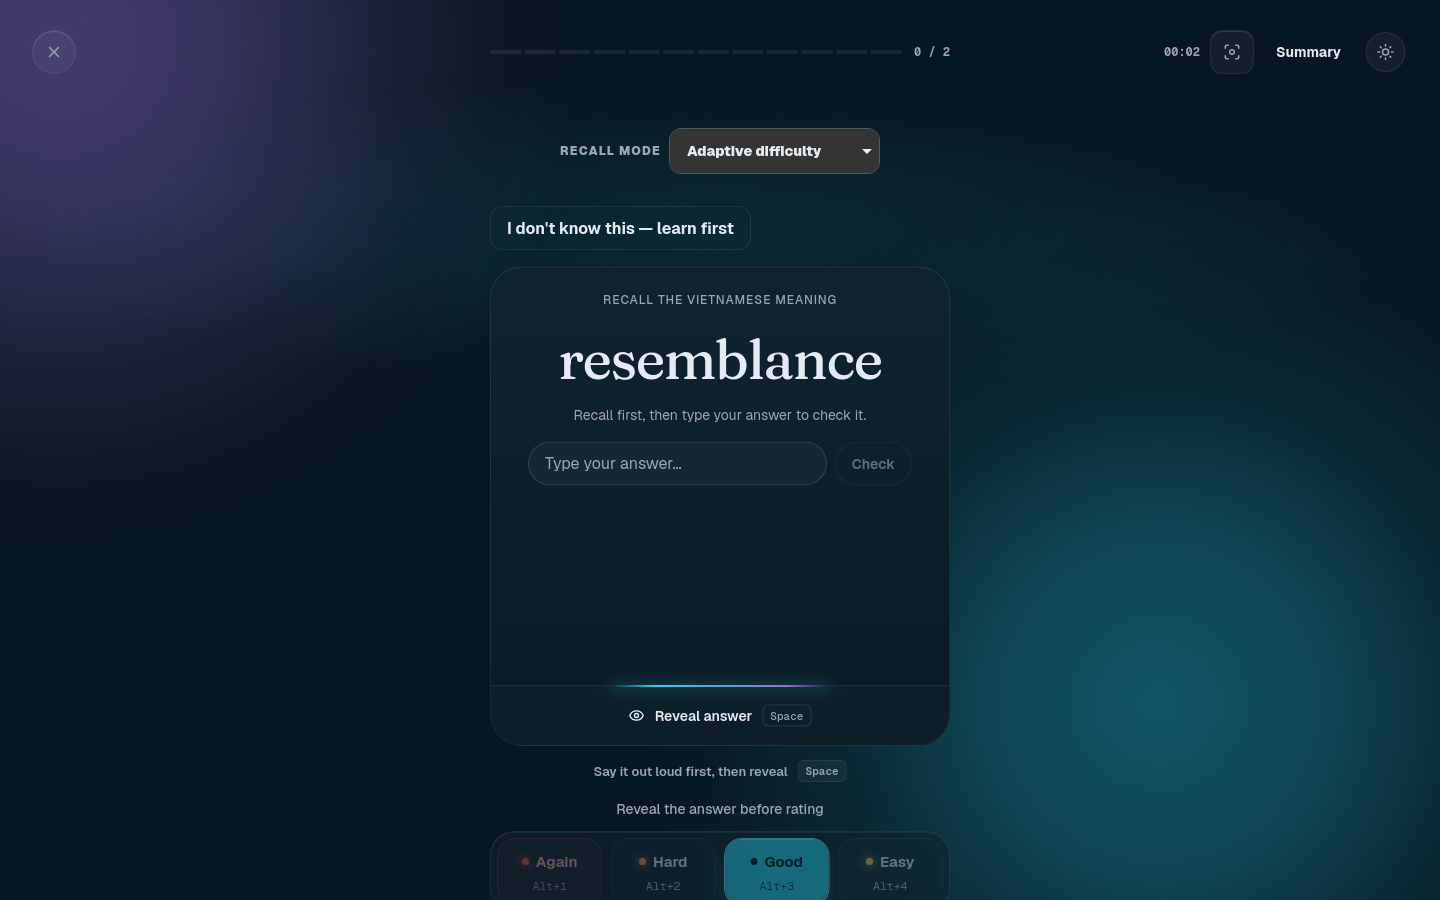 0 / 2
00:02
Summary
RECALL MODE
Adaptive difficulty
I don't know this — learn first
RECALL THE VIETNAMESE MEANING
resemblance
Recall first, then type your answer to check it.
Type your answer...
Check
Reveal answer
Space
Say it out loud first, then reveal
Space
Reveal the answer before rating
Again
Hard
Good
Easy
Alt+1
Alt+2
Alt+3
Alt+4